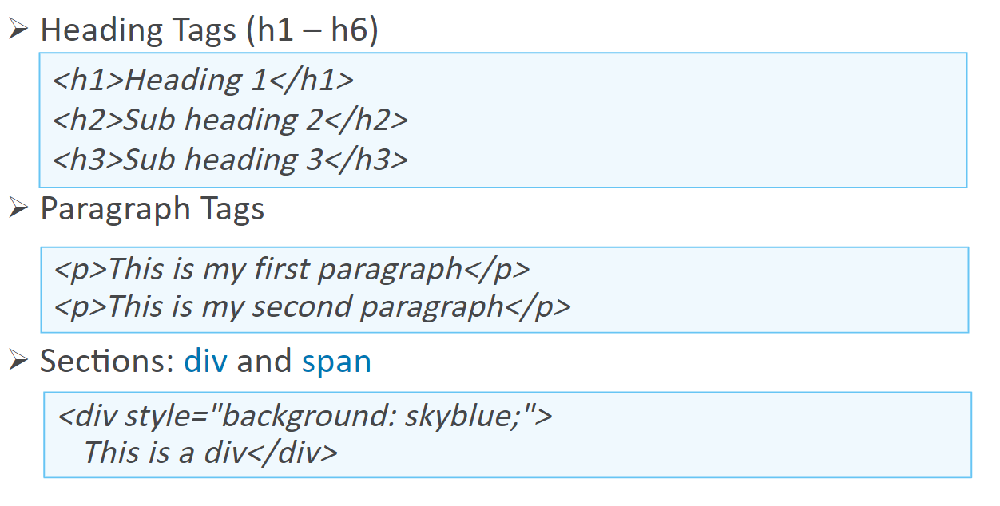 ➢ Heading Tags (h1 – h6)
<h1>Heading 1</h1>
<h2>Sub heading 2</h2>
<h3>Sub heading 3</h3>
➢ Paragraph Tags
<p>This is my first paragraph</p>
<p>This is my second paragraph</p>
➢ Sections: div and span
<div style="background: skyblue;">
This is a div</div>